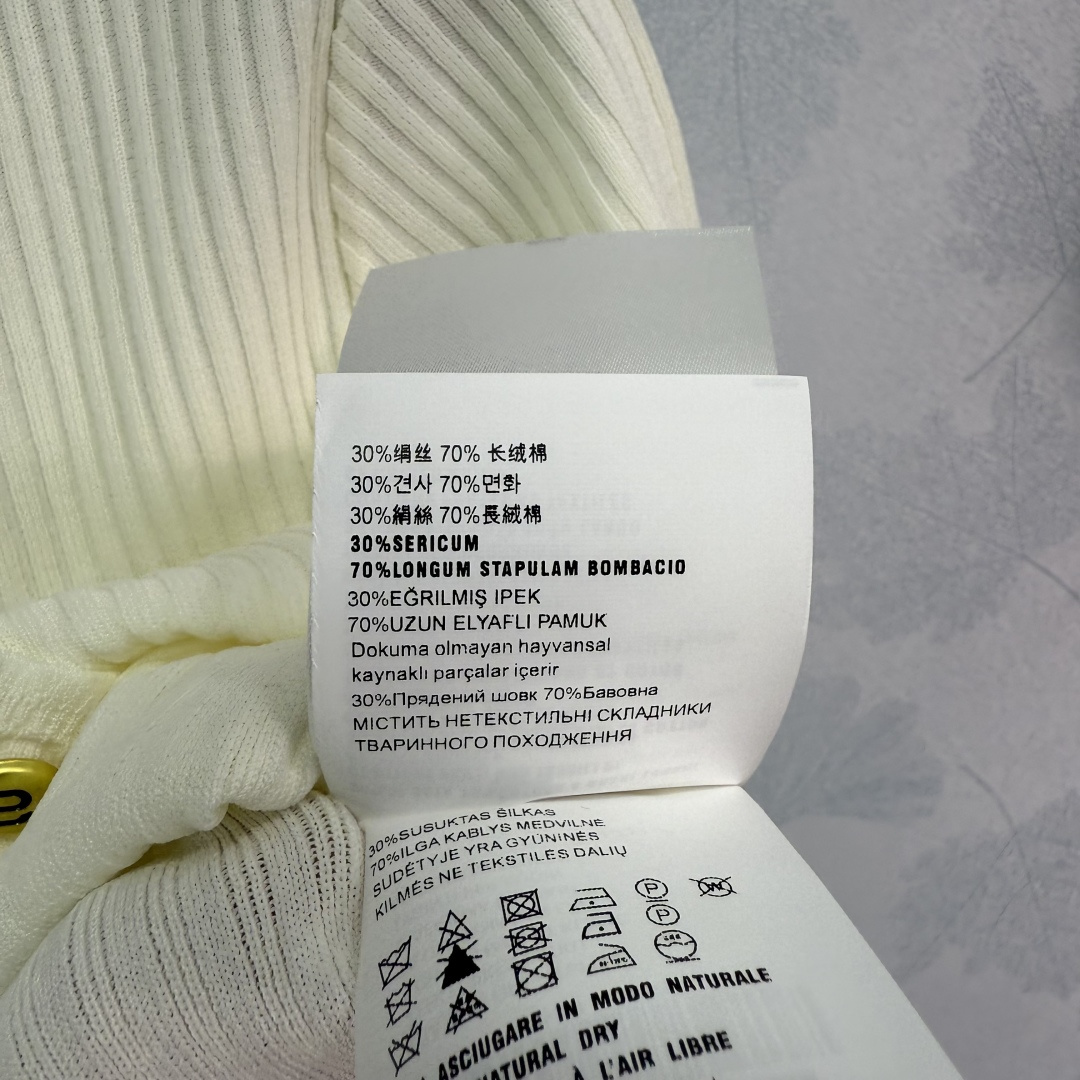 30%绢丝 70% 长绒棉
30%견사 70%면화
30%絹絲 70%長絨棉
30%SERICUM
70%LONGUM STAPULAM BOMBACIO
30%EĞRILMIŞ IPEK
70%UZUN ELYAFLI PAMUK
Dokuma olmayan hayvansal
kaynaklı parçalar içerir
30%Прядений шовк 70%Бавовна
МІСТИТЬ НЕТЕКСТИЛЬНІ СКЛАДНИКИ
ТВАРИННОГО ПОХОДЖЕННЯ
30%SUSUKTAS ŠILKAS
70%ILGA KABLYS MEDVILNĖ
SUDĖTYJE YRA GYŪNINĖS
KILMĖS NE TEKSTILĖS DALIŲ
P
P
ASCIUGARE IN MODO NATURALE
NATURAL DRY
À L'AIR LIBRE